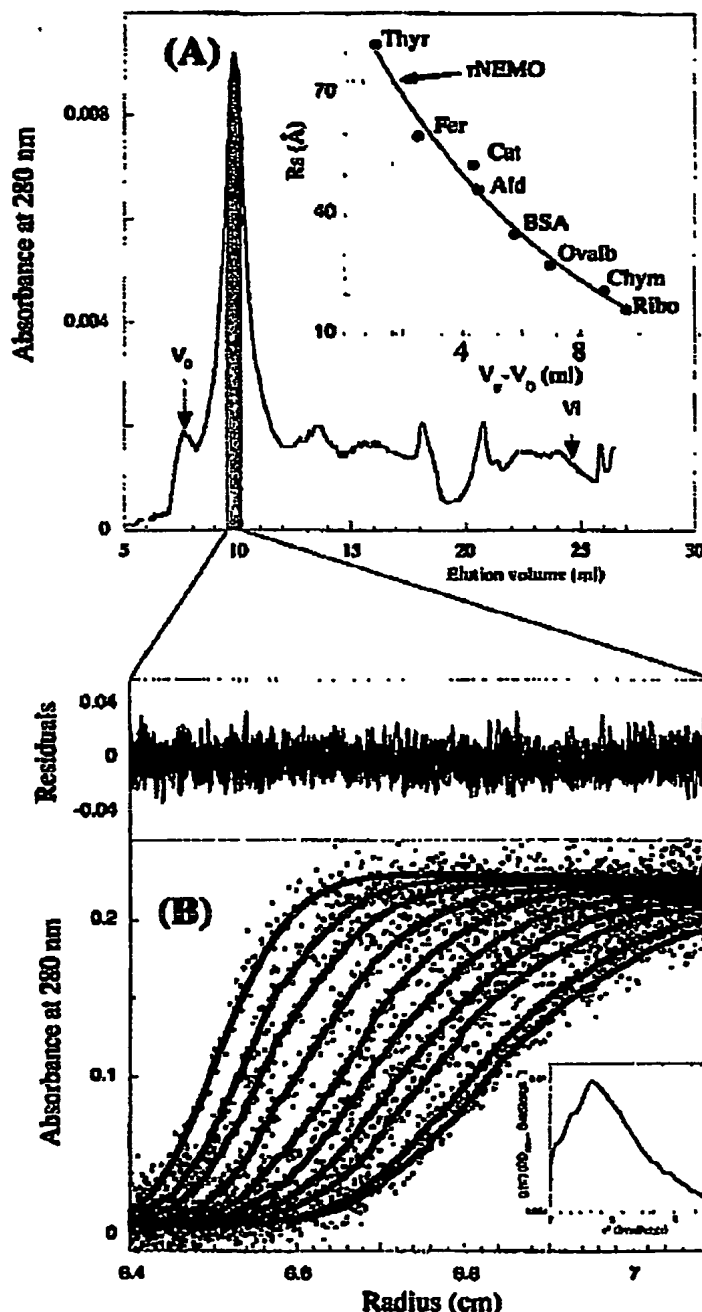 (A)
Thyr
rNEMO
70
Fer
Cat
Ald
Rs (Å)
40
BSA
Ovalb
Chym
Ribo
10
4
8
Vₑ-V₀ (ml)
0.008
Absorbance at 280 nm
0.004
V₀
Vi
0
5
10
15
20
25
30
Elution volume (ml)
0.04
Residuals
0
-0.04
(B)
0.2
Absorbance at 280 nm
0.1
0
6.4
6.6
6.8
7
Radius (cm)